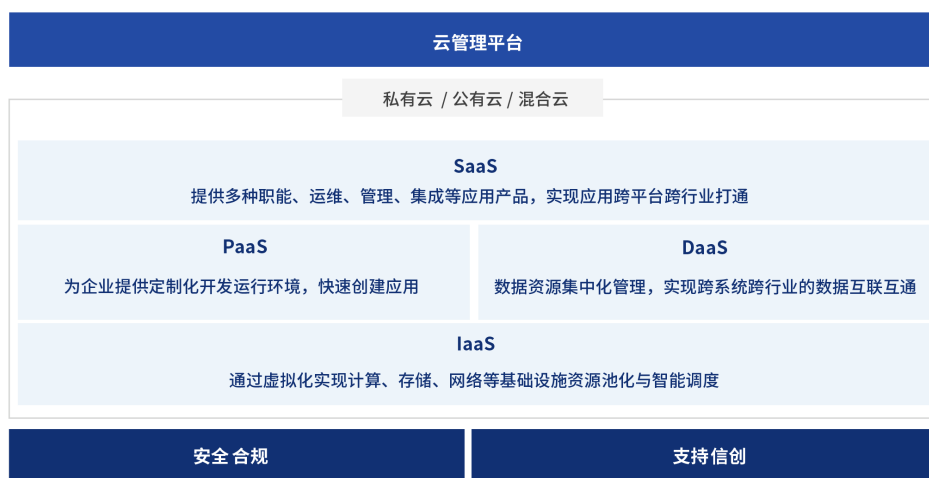 云管理平台
私有云 / 公有云 / 混合云
SaaS
提供多种职能、运维、管理、集成等应用产品，实现应用跨平台跨行业打通
PaaS
为企业提供定制化开发运行环境，快速创建应用
DaaS
数据资源集中化管理，实现跨系统跨行业的数据互联互通
IaaS
通过虚拟化实现计算、存储、网络等基础设施资源池化与智能调度
安全合规
支持信创